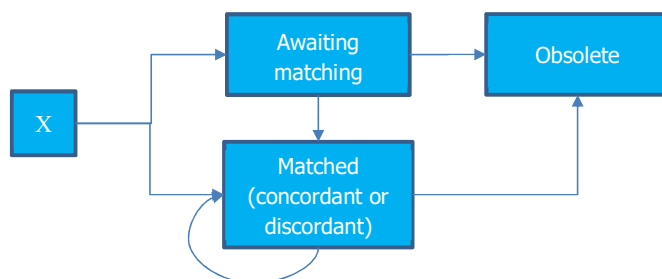 Awaiting
matching
Obsolete
X
Matched
(concordant or
discordant)